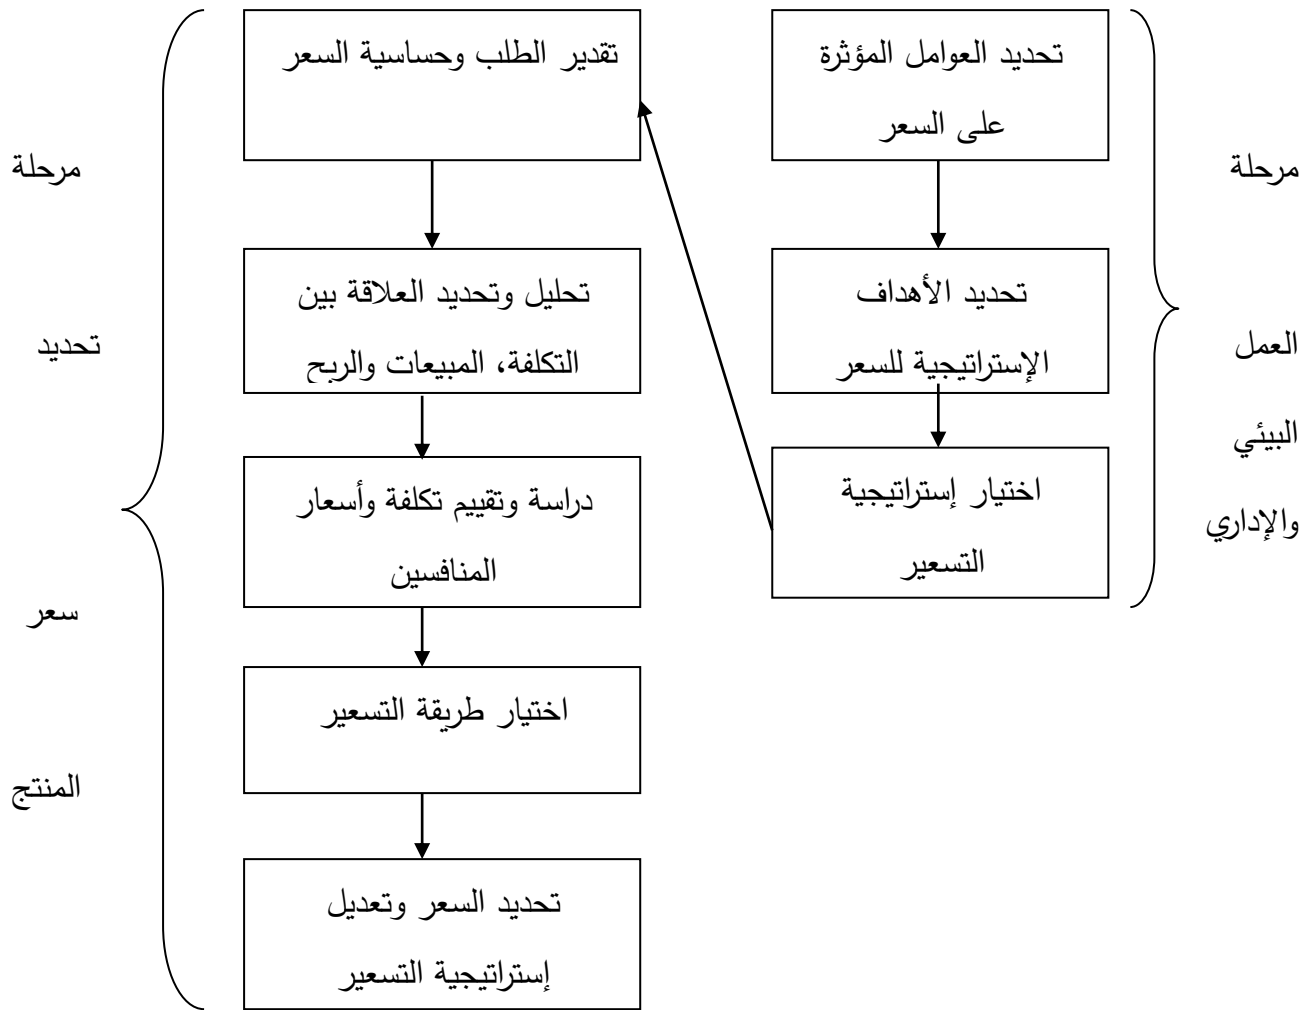 تحديد العوامل المؤثرة
على السعر
تحديد الأهداف
الإستراتيجية للسعر
اختيار إستراتيجية
التسعير
مرحلة
العمل
البيئي
والإداري
تقدير الطلب وحساسية السعر
تحليل وتحديد العلاقة بين
التكلفة، المبيعات والربح
دراسة وتقييم تكلفة وأسعار
المنافسين
اختيار طريقة التسعير
تحديد السعر وتعديل
إستراتيجية التسعير
مرحلة
تحديد
سعر
المنتج